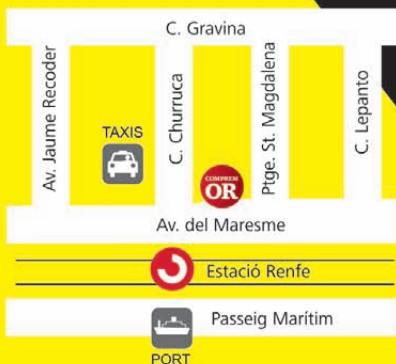 C. Gravina
Av. Jaume Recoder
TAXIS
C. Churruca
COMPREM
OR
Ptge. St. Magdalena
C. Lepanto
Av. del Maresme
Estació Renfe
Passeig Marítim
PORT